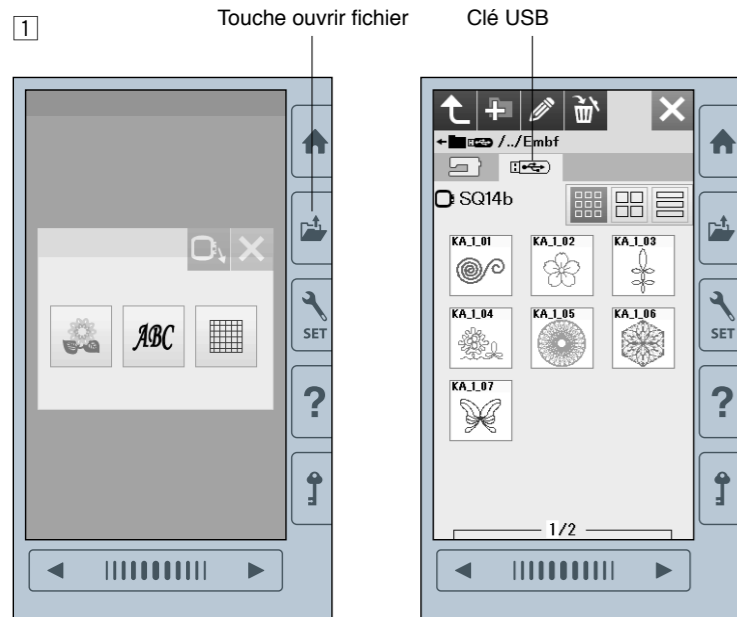 1
Touche ouvrir fichier
Clé USB
ABC
SET
?
/../Embf
SQ14b
KA_1_01 KA_1_02 KA_1_03
KA_1_04 KA_1_05 KA_1_06
KA_1_07
1/2
SET
?